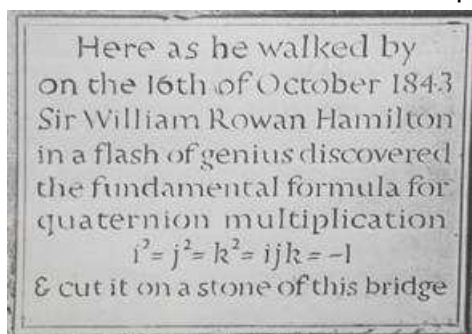 Here as he walked by
on the 16th of October 1843
Sir William Rowan Hamilton
in a flash of genius discovered
the fundamental formula for
quaternion multiplication
i² = j² = k² = ijk = −1
& cut it on a stone of this bridge